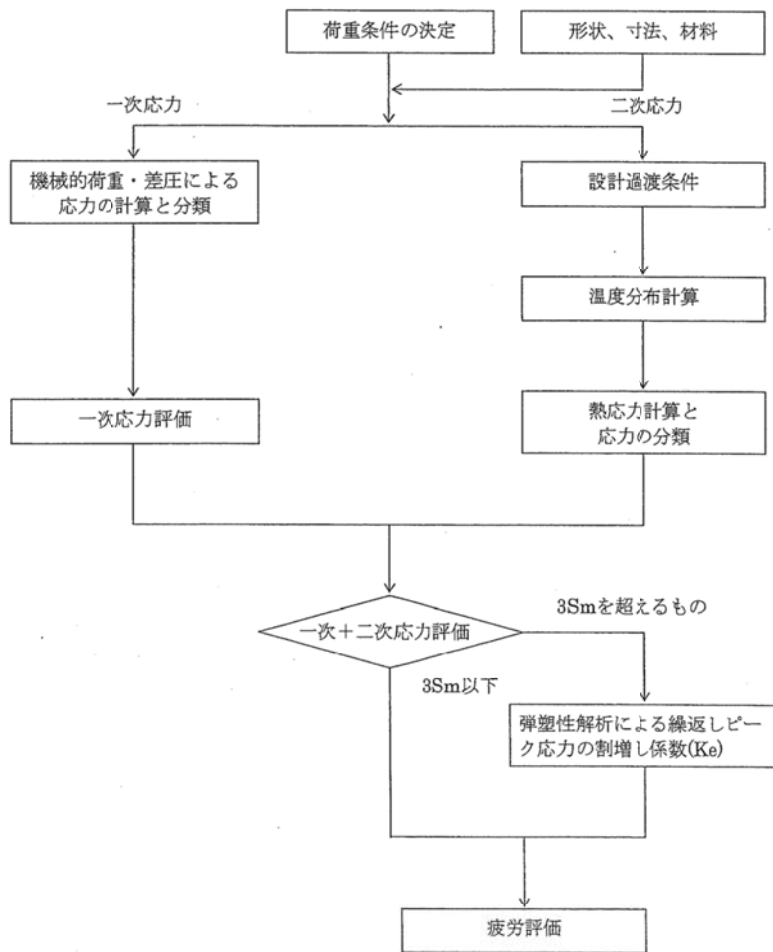 荷重条件の決定
形状、寸法、材料
一次応力
二次応力
機械的荷重・差圧による
応力の計算と分類
設計過渡条件
温度分布計算
一次応力評価
熱応力計算と
応力の分類
一次＋二次応力評価
3Smを超えるもの
3Sm以下
弾塑性解析による繰返しピー
ク応力の割増し係数(Ke)
疲労評価